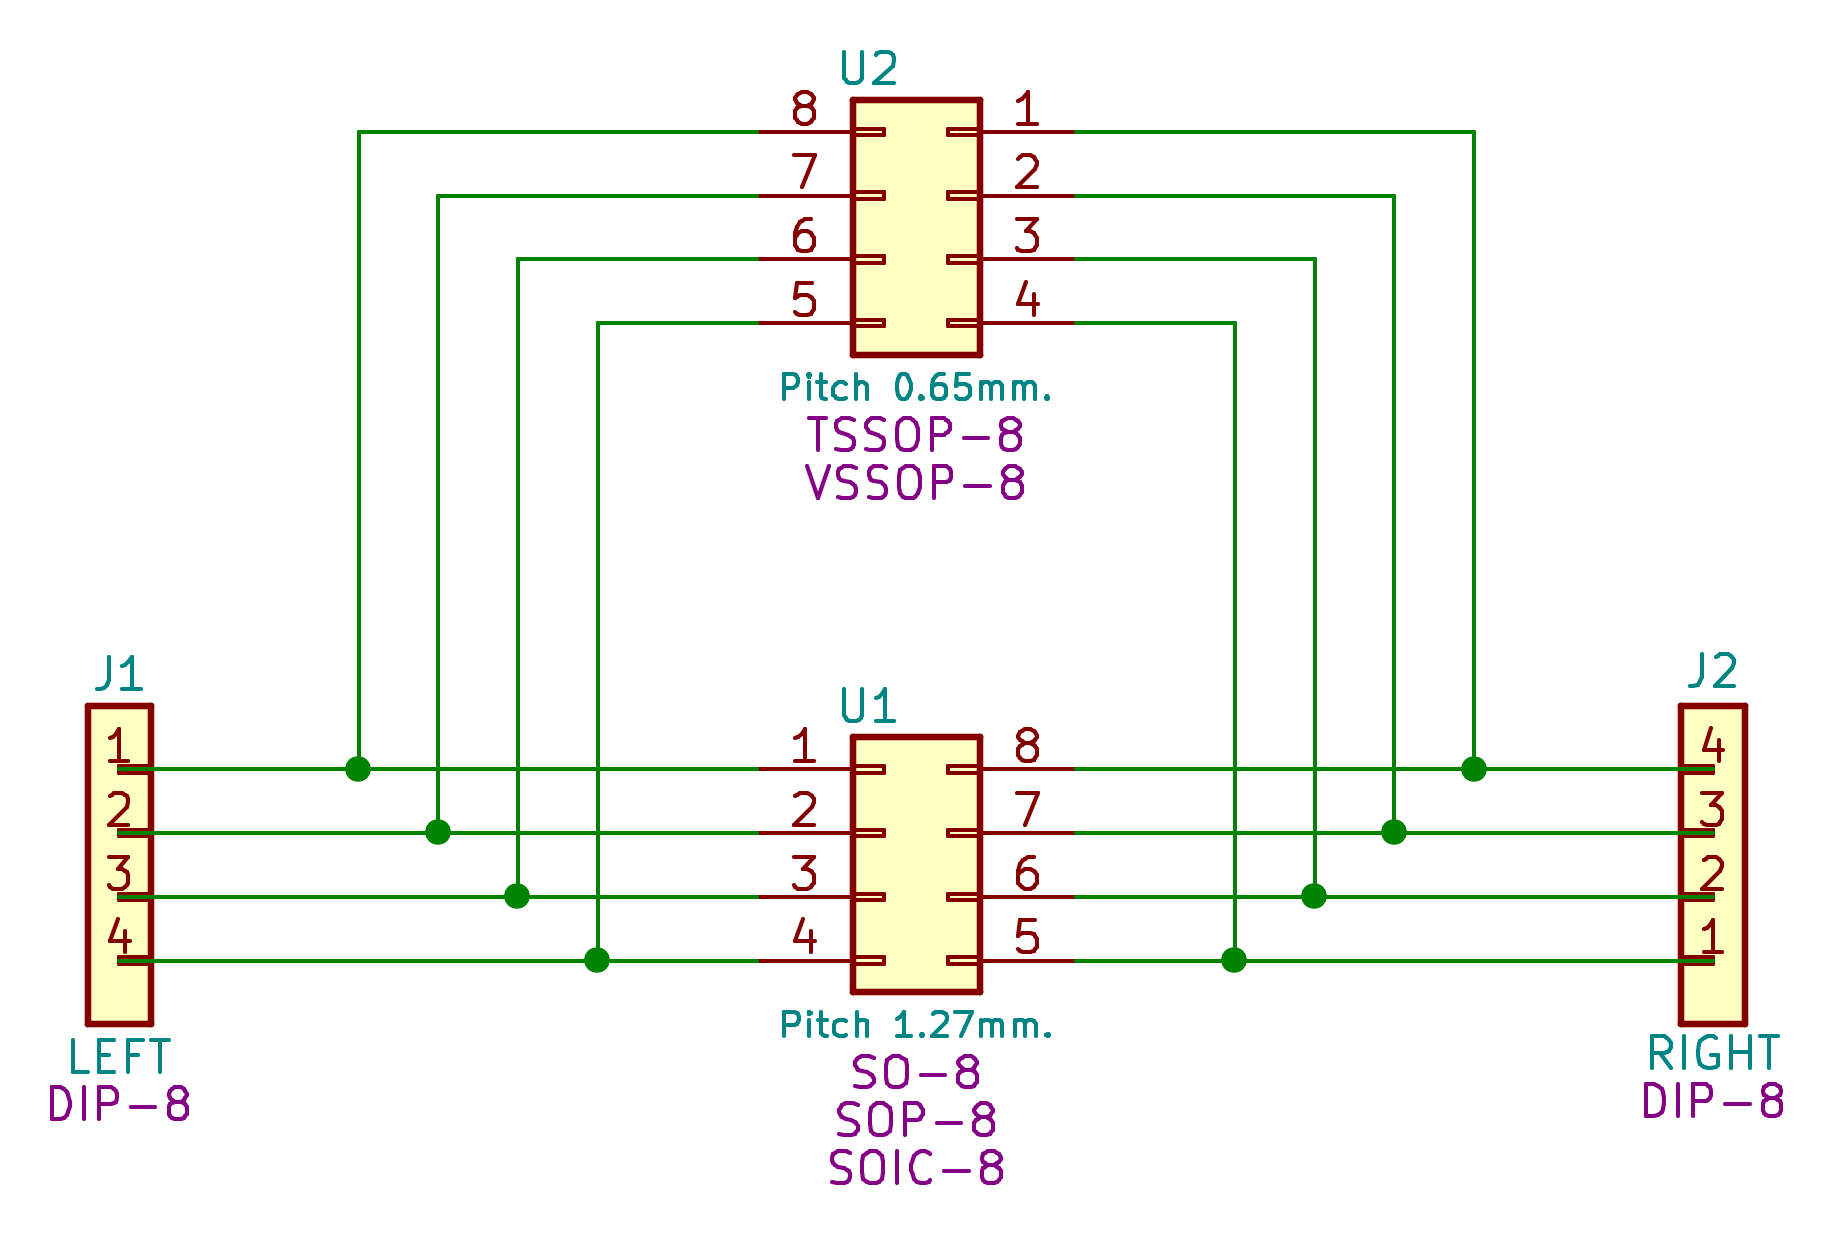 U2
8 1
7 2
6 3
5 4
Pitch 0.65mm.
TSSOP-8
VSSOP-8
J1 U1 J2
1 1 8 4
2 2 7 3
3 3 6 2
4 4 5 1
Pitch 1.27mm.
LEFT SO-8 RIGHT
DIP-8 SOP-8 DIP-8
SOIC-8